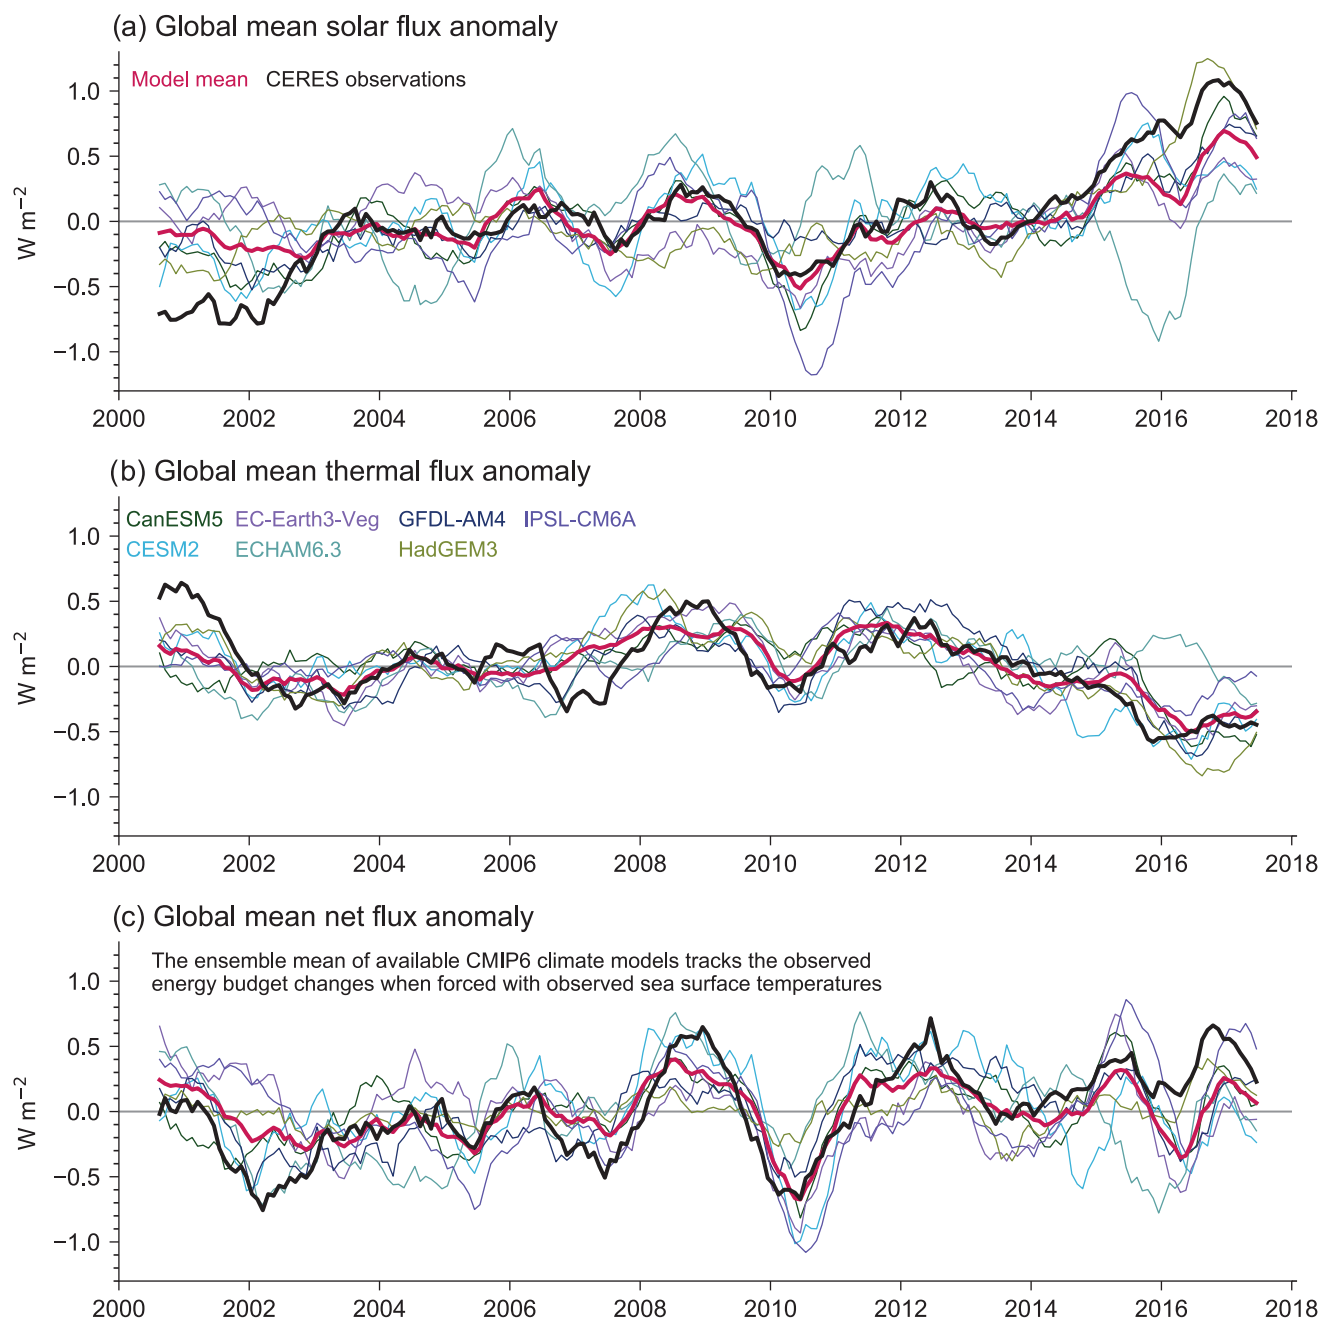 (a) Global mean solar flux anomaly
Model mean CERES observations
1.0
0.5
0.0
−0.5
−1.0
W m−2
2000 2002 2004 2006 2008 2010 2012 2014 2016 2018
(b) Global mean thermal flux anomaly
CanESM5 EC-Earth3-Veg GFDL-AM4 IPSL-CM6A
CESM2 ECHAM6.3 HadGEM3
1.0
0.5
0.0
−0.5
−1.0
W m−2
2000 2002 2004 2006 2008 2010 2012 2014 2016 2018
(c) Global mean net flux anomaly
The ensemble mean of available CMIP6 climate models tracks the observed
energy budget changes when forced with observed sea surface temperatures
1.0
0.5
0.0
−0.5
−1.0
W m−2
2000 2002 2004 2006 2008 2010 2012 2014 2016 2018